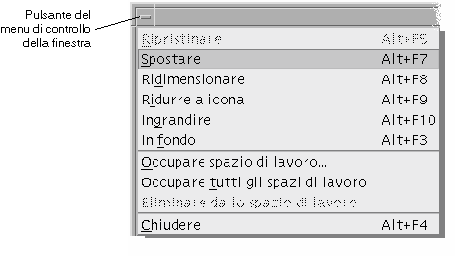 Pulsante del
menu di controllo
della finestra
Ripristinare Alt+F5
Spostare Alt+F7
Ridimensionare Alt+F8
Ridurre a icona Alt+F9
Ingrandire Alt+F10
In fondo Alt+F3
Occupare spazio di lavoro...
Occupare tutti gli spazi di lavoro
Eliminare da lo spazio di lavoro
Chiudere Alt+F4